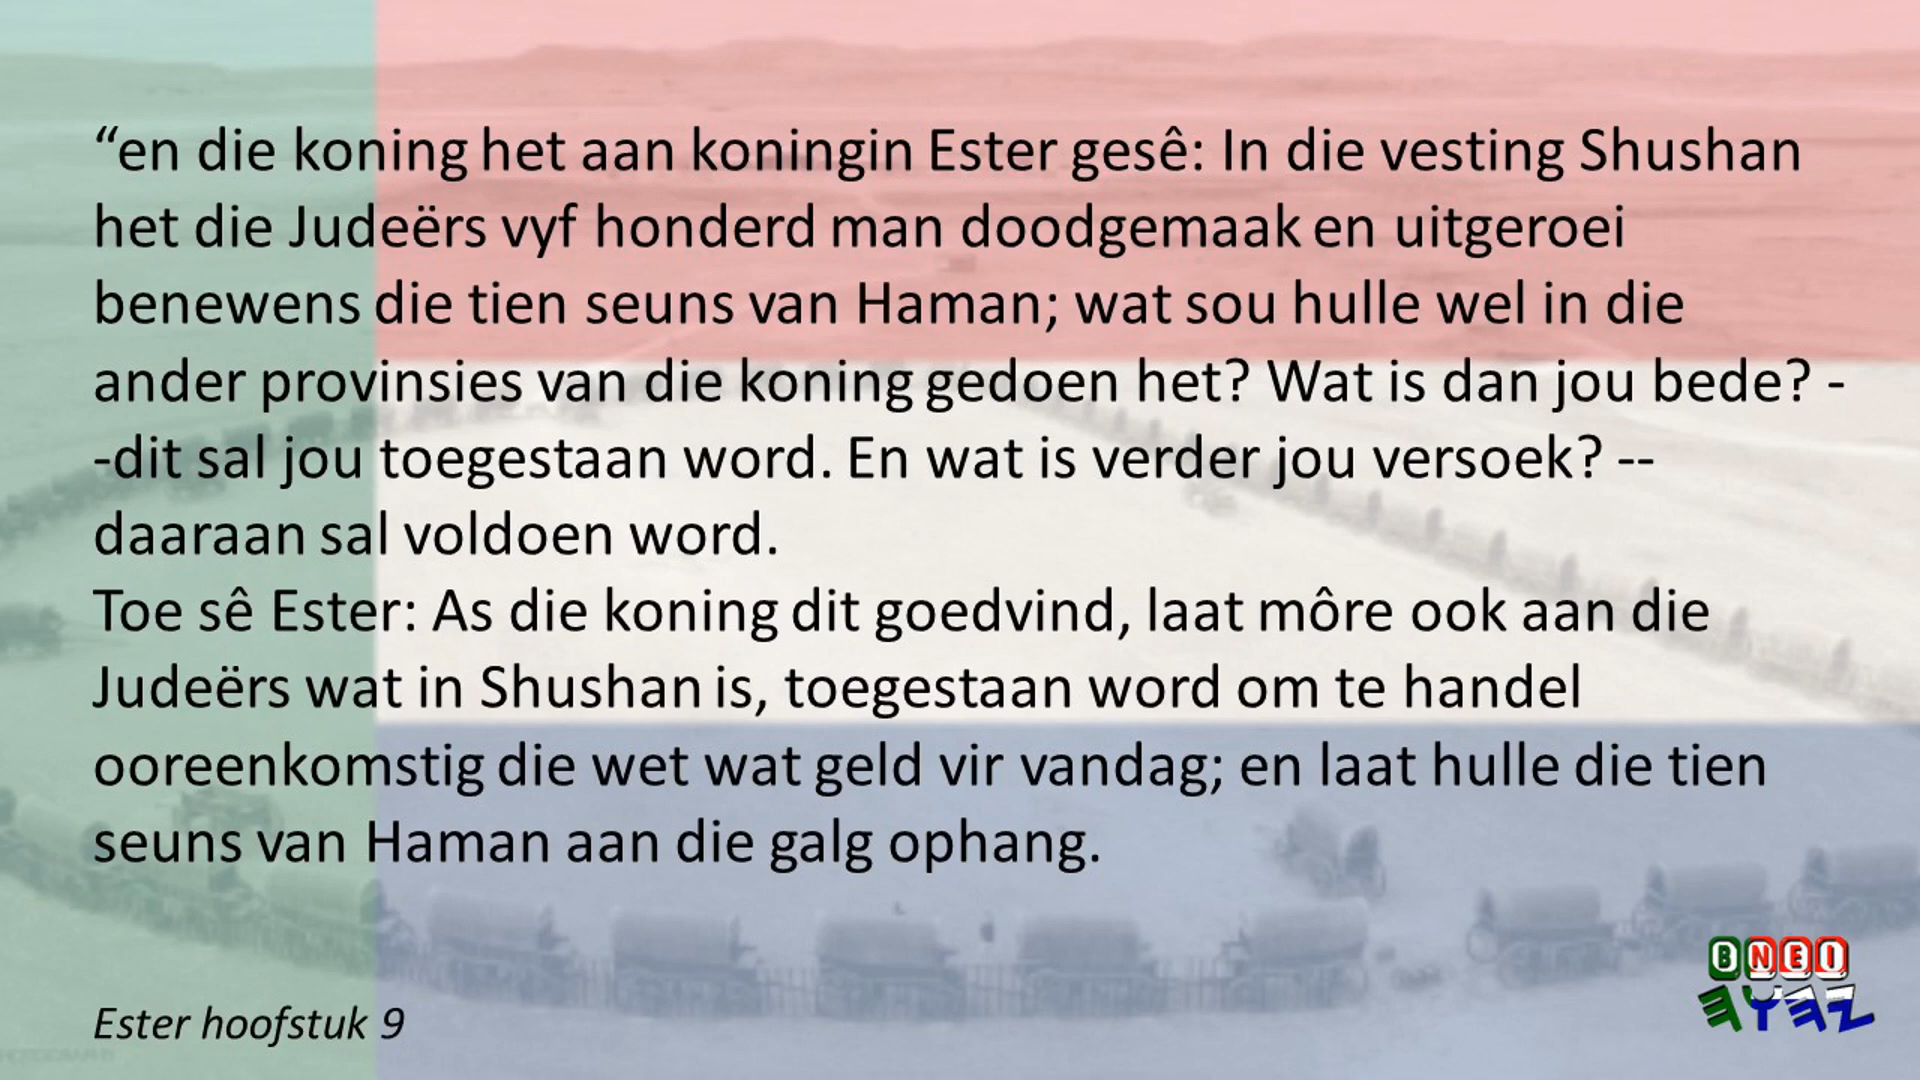 “en die koning het aan koningin Ester gesê: In die vesting Shushan
het die Judeërs vyf honderd man doodgemaak en uitgeroei
benewens die tien seuns van Haman; wat sou hulle wel in die
ander provinsies van die koning gedoen het? Wat is dan jou bede? -
-dit sal jou toegestaan word. En wat is verder jou versoek? --
daaraan sal voldoen word.
Toe sê Ester: As die koning dit goedvind, laat môre ook aan die
Judeërs wat in Shushan is, toegestaan word om te handel
ooreenkomstig die wet wat geld vir vandag; en laat hulle die tien
seuns van Haman aan die galg ophang.
Ester hoofstuk 9
BNEI